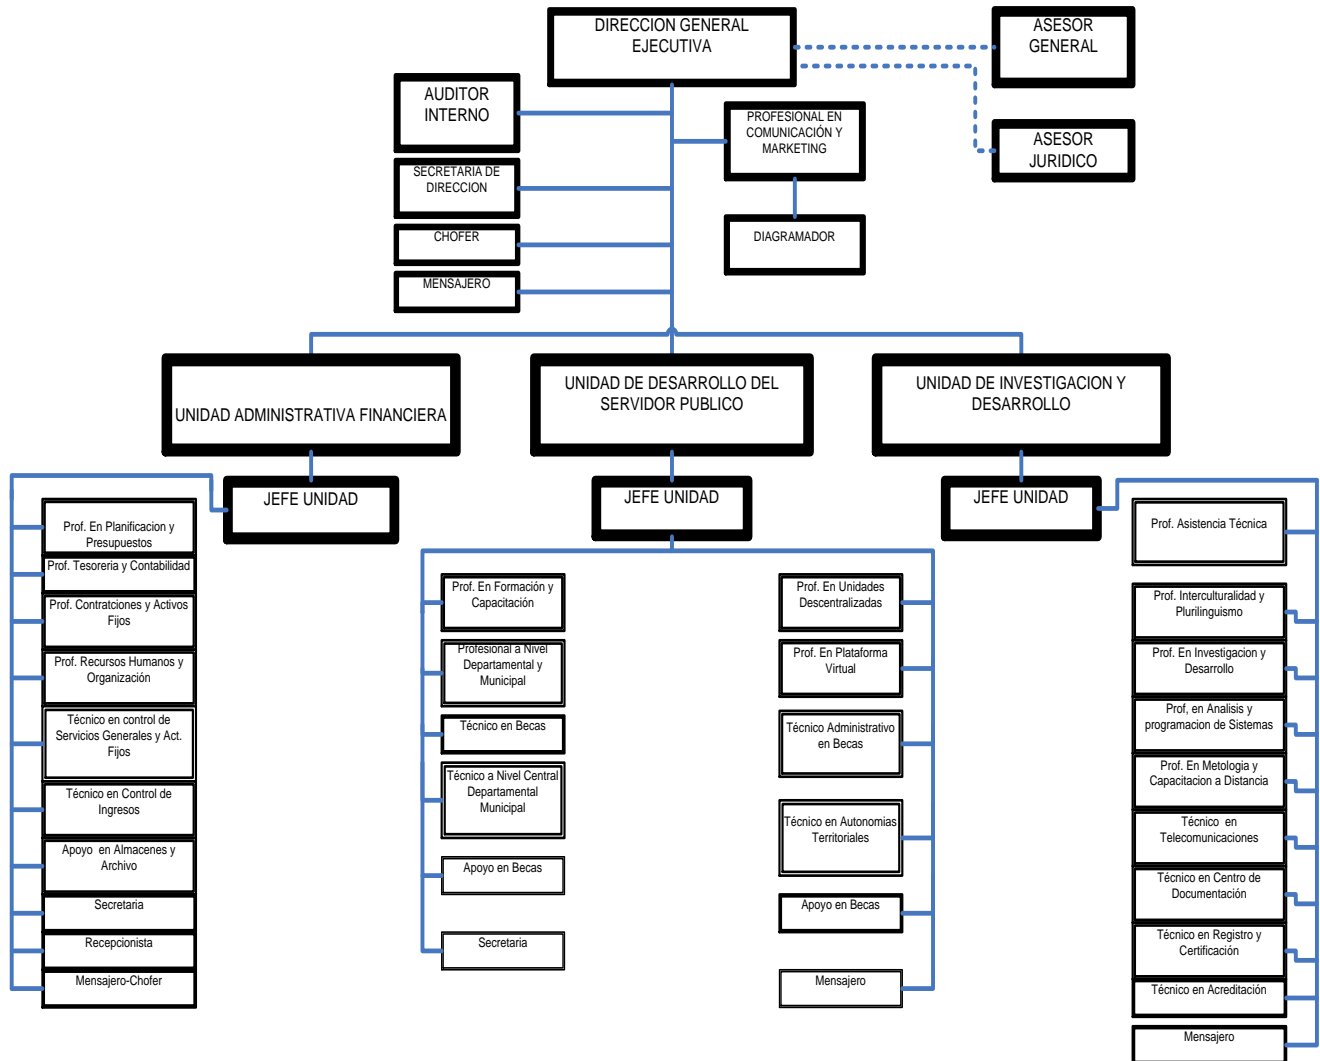 DIRECCION GENERAL
EJECUTIVA
ASESOR
GENERAL
AUDITOR
INTERNO
PROFESIONAL EN
COMUNICACIÓN Y
MARKETING
ASESOR
JURIDICO
SECRETARIA DE
DIRECCION
CHOFER
DIAGRAMADOR
MENSAJERO
UNIDAD ADMINISTRATIVA FINANCIERA
UNIDAD DE DESARROLLO DEL
SERVIDOR PUBLICO
UNIDAD DE INVESTIGACION Y
DESARROLLO
JEFE UNIDAD
JEFE UNIDAD
JEFE UNIDAD
Prof. En Planificacion y
Presupuestos
Prof. Tesoreria y Contabilidad
Prof. Contratciones y Activos
Fijos
Prof. Recursos Humanos y
Organización
Técnico en control de
Servicios Generales y Act.
Fijos
Técnico en Control de
Ingresos
Apoyo en Almacenes y
Archivo
Secretaria
Recepcionista
Mensajero-Chofer
Prof. En Formación y
Capacitación
Profesional a Nivel
Departamental y
Municipal
Técnico en Becas
Técnico a Nivel Central
Departamental
Municipal
Apoyo en Becas
Secretaria
Prof. En Unidades
Descentralizadas
Prof. En Plataforma
Virtual
Técnico Administrativo
en Becas
Técnico en Autonomias
Territoriales
Apoyo en Becas
Mensajero
Prof. Asistencia Técnica
Prof. Interculturalidad y
Plurilinguismo
Prof. En Investigacion y
Desarrollo
Prof, en Analisis y
programacion de Sistemas
Prof. En Metologia y
Capacitacion a Distancia
Técnico en
Telecomunicaciones
Técnico en Centro de
Documentación
Técnico en Registro y
Certificación
Técnico en Acreditación
Mensajero